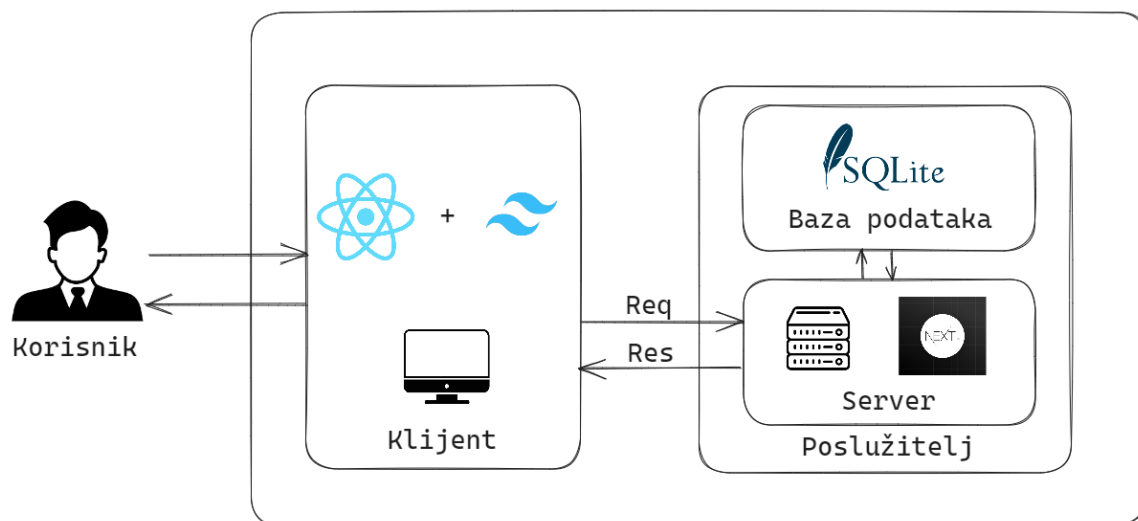 SQLite
Baza podataka
Req
NEXT
Res
Korisnik
Server
Klijent
Poslužitelj